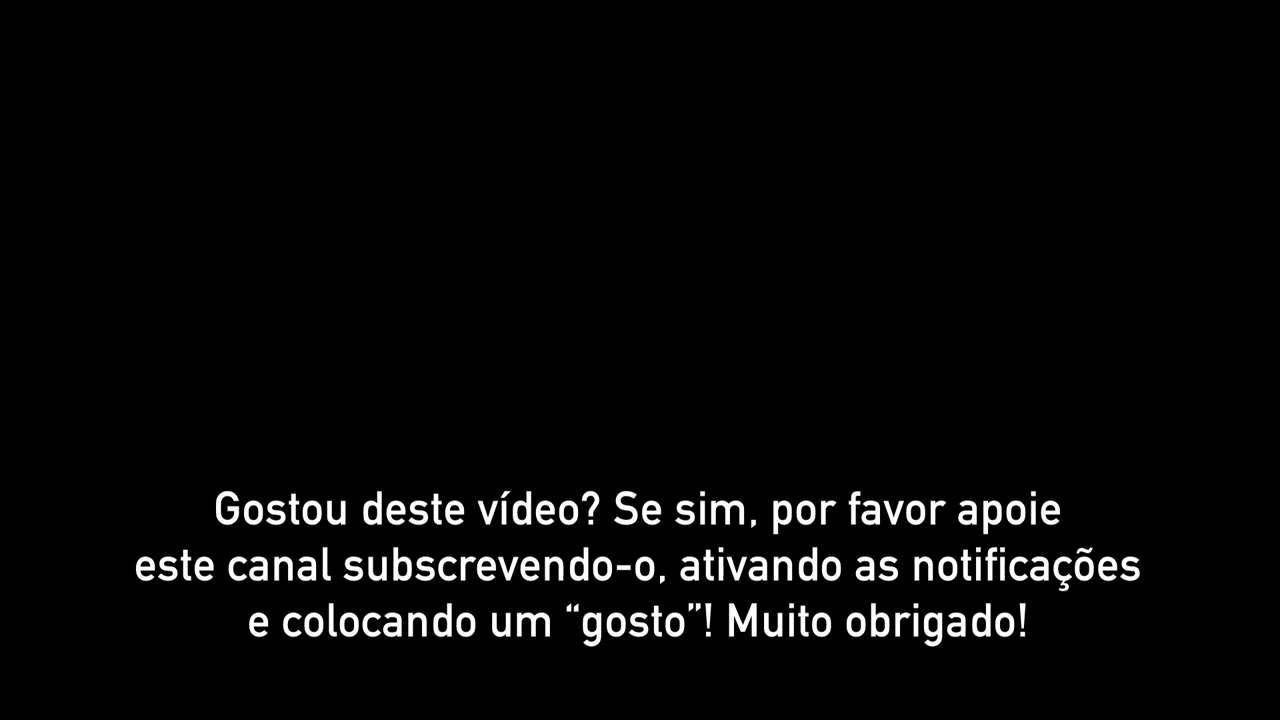 Gostou deste vídeo? Se sim, por favor apoie
este canal subscrevendo-o, ativando as notificações
e colocando um “gosto”! Muito obrigado!